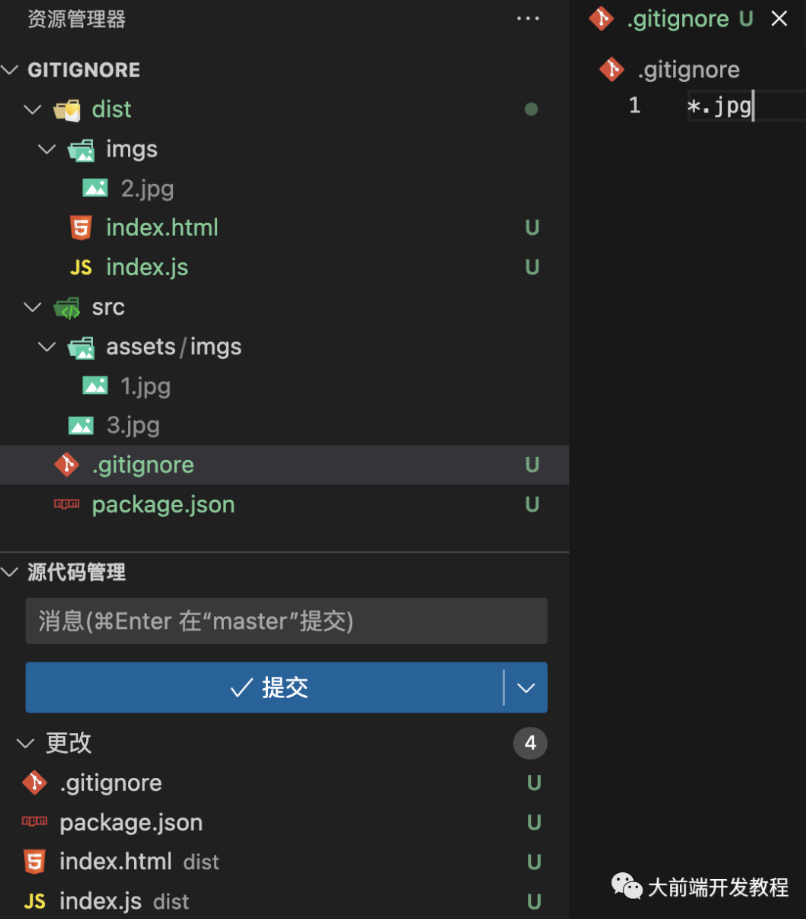 资源管理器 ···
GITIGNORE
dist
imgs
2.jpg
index.html U
index.js U
src
assets/imgs
1.jpg
3.jpg
.gitignore U
package.json U
源代码管理
消息(⌘Enter 在“master”提交)
提交
更改 4
.gitignore U
package.json U
index.html dist U
index.js dist U
.gitignore U
.gitignore
1 *.jpg
大前端开发教程